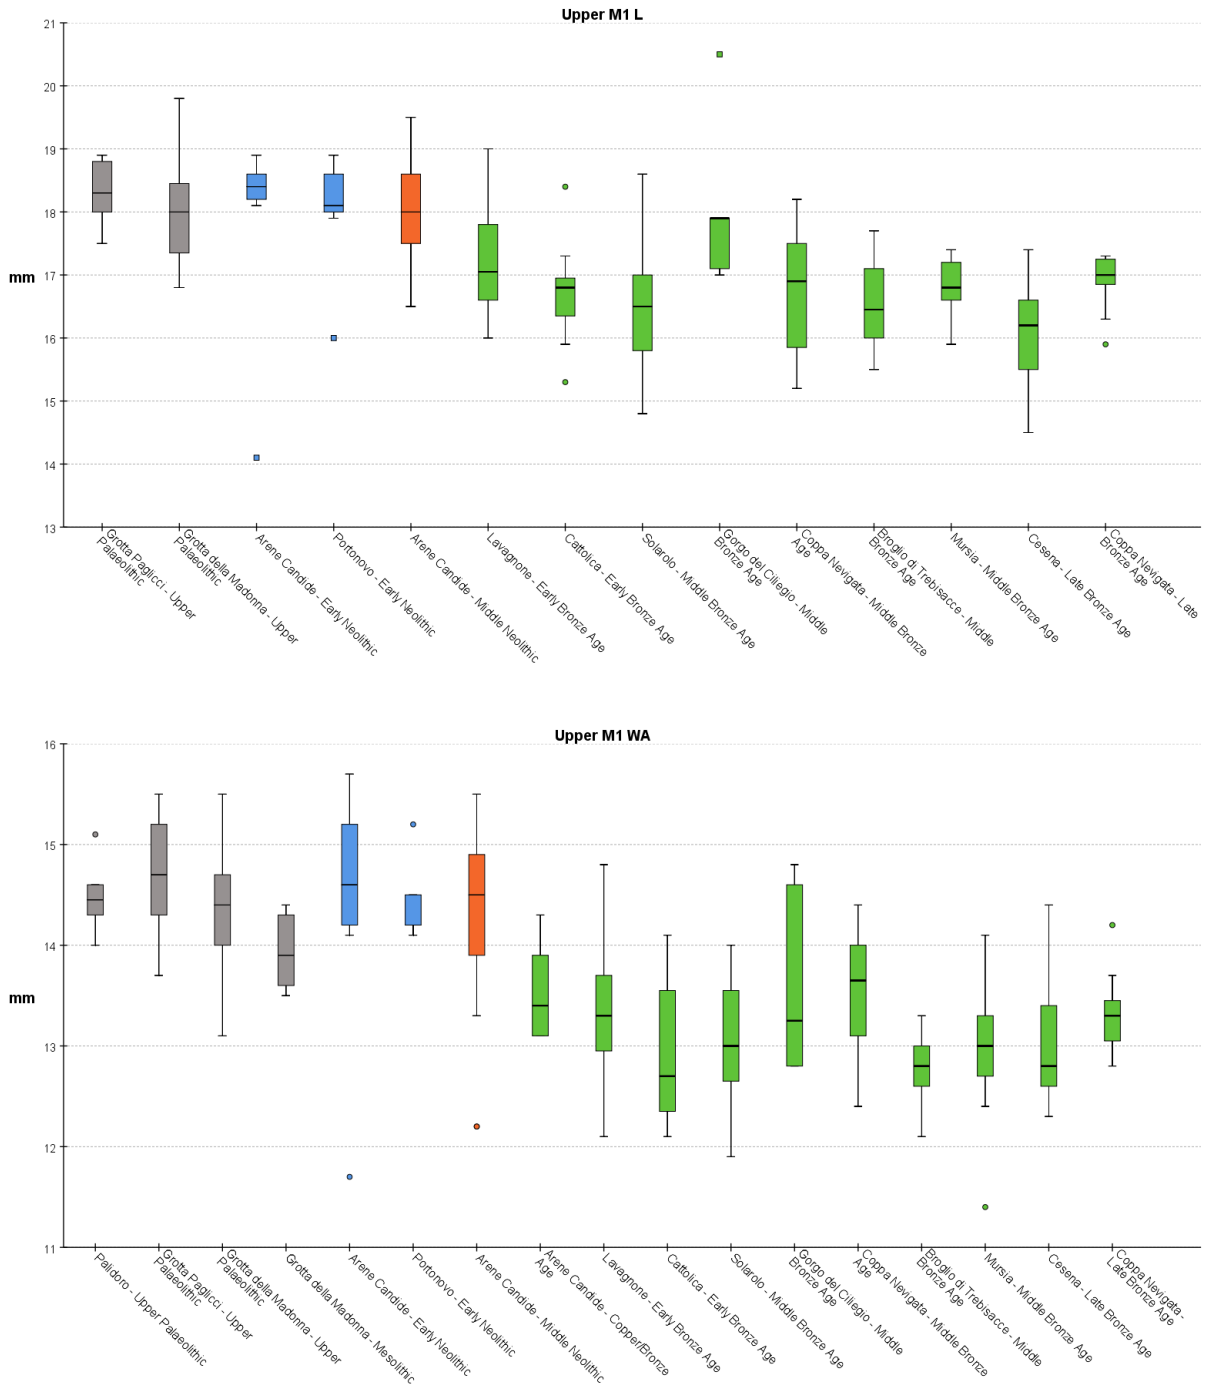 Upper M1 L
21
20
19
18
17
16
15
14
13
mm
Grotta Paglicci - Upper
Palaeolithic
Grotta della Madonna - Upper
Palaeolithic
Arene Candide - Early Neolithic
Portonovo - Early Neolithic
Arene Candide - Middle Neolithic
Lavagnone - Early Bronze Age
Cattolica - Early Bronze Age
Solarolo - Middle Bronze Age
Gorgo del Ciliegio - Middle
Bronze Age
Coppa Nevigata - Middle Bronze
Age
Broglio di Trebisacce - Middle
Bronze Age
Mursia - Middle Bronze Age
Cesena - Late Bronze Age
Coppa Nevigata - Late
Bronze Age
Upper M1 WA
16
15
14
13
12
11
mm
Palidoro - Upper Palaeolithic
Grotta Paglicci - Upper
Palaeolithic
Grotta della Madonna - Upper
Palaeolithic
Grotta della Madonna - Mesolithic
Arene Candide - Early Neolithic
Portonovo - Early Neolithic
Arene Candide - Middle Neolithic
Arene Candide - Copper/Bronze
Age
Lavagnone - Early Bronze Age
Cattolica - Early Bronze Age
Solarolo - Middle Bronze Age
Gorgo del Ciliegio - Middle
Bronze Age
Coppa Nevigata - Middle Bronze
Age
Broglio di Trebisacce - Middle
Bronze Age
Mursia - Middle Bronze Age
Cesena - Late Bronze Age
Coppa Nevigata -
Late Bronze Age